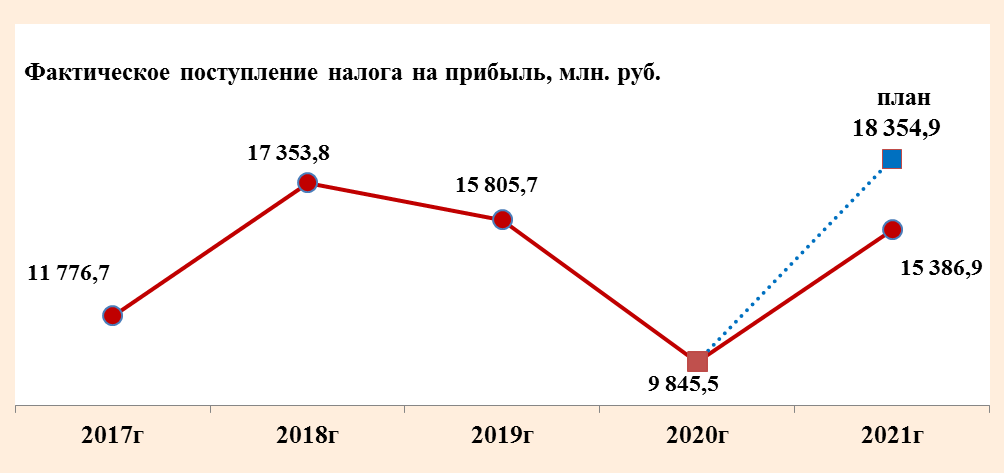 Фактическое поступление налога на прибыль, млн. руб.
план
18 354,9
17 353,8
15 805,7
11 776,7
15 386,9
9 845,5
2017г
2018г
2019г
2020г
2021г